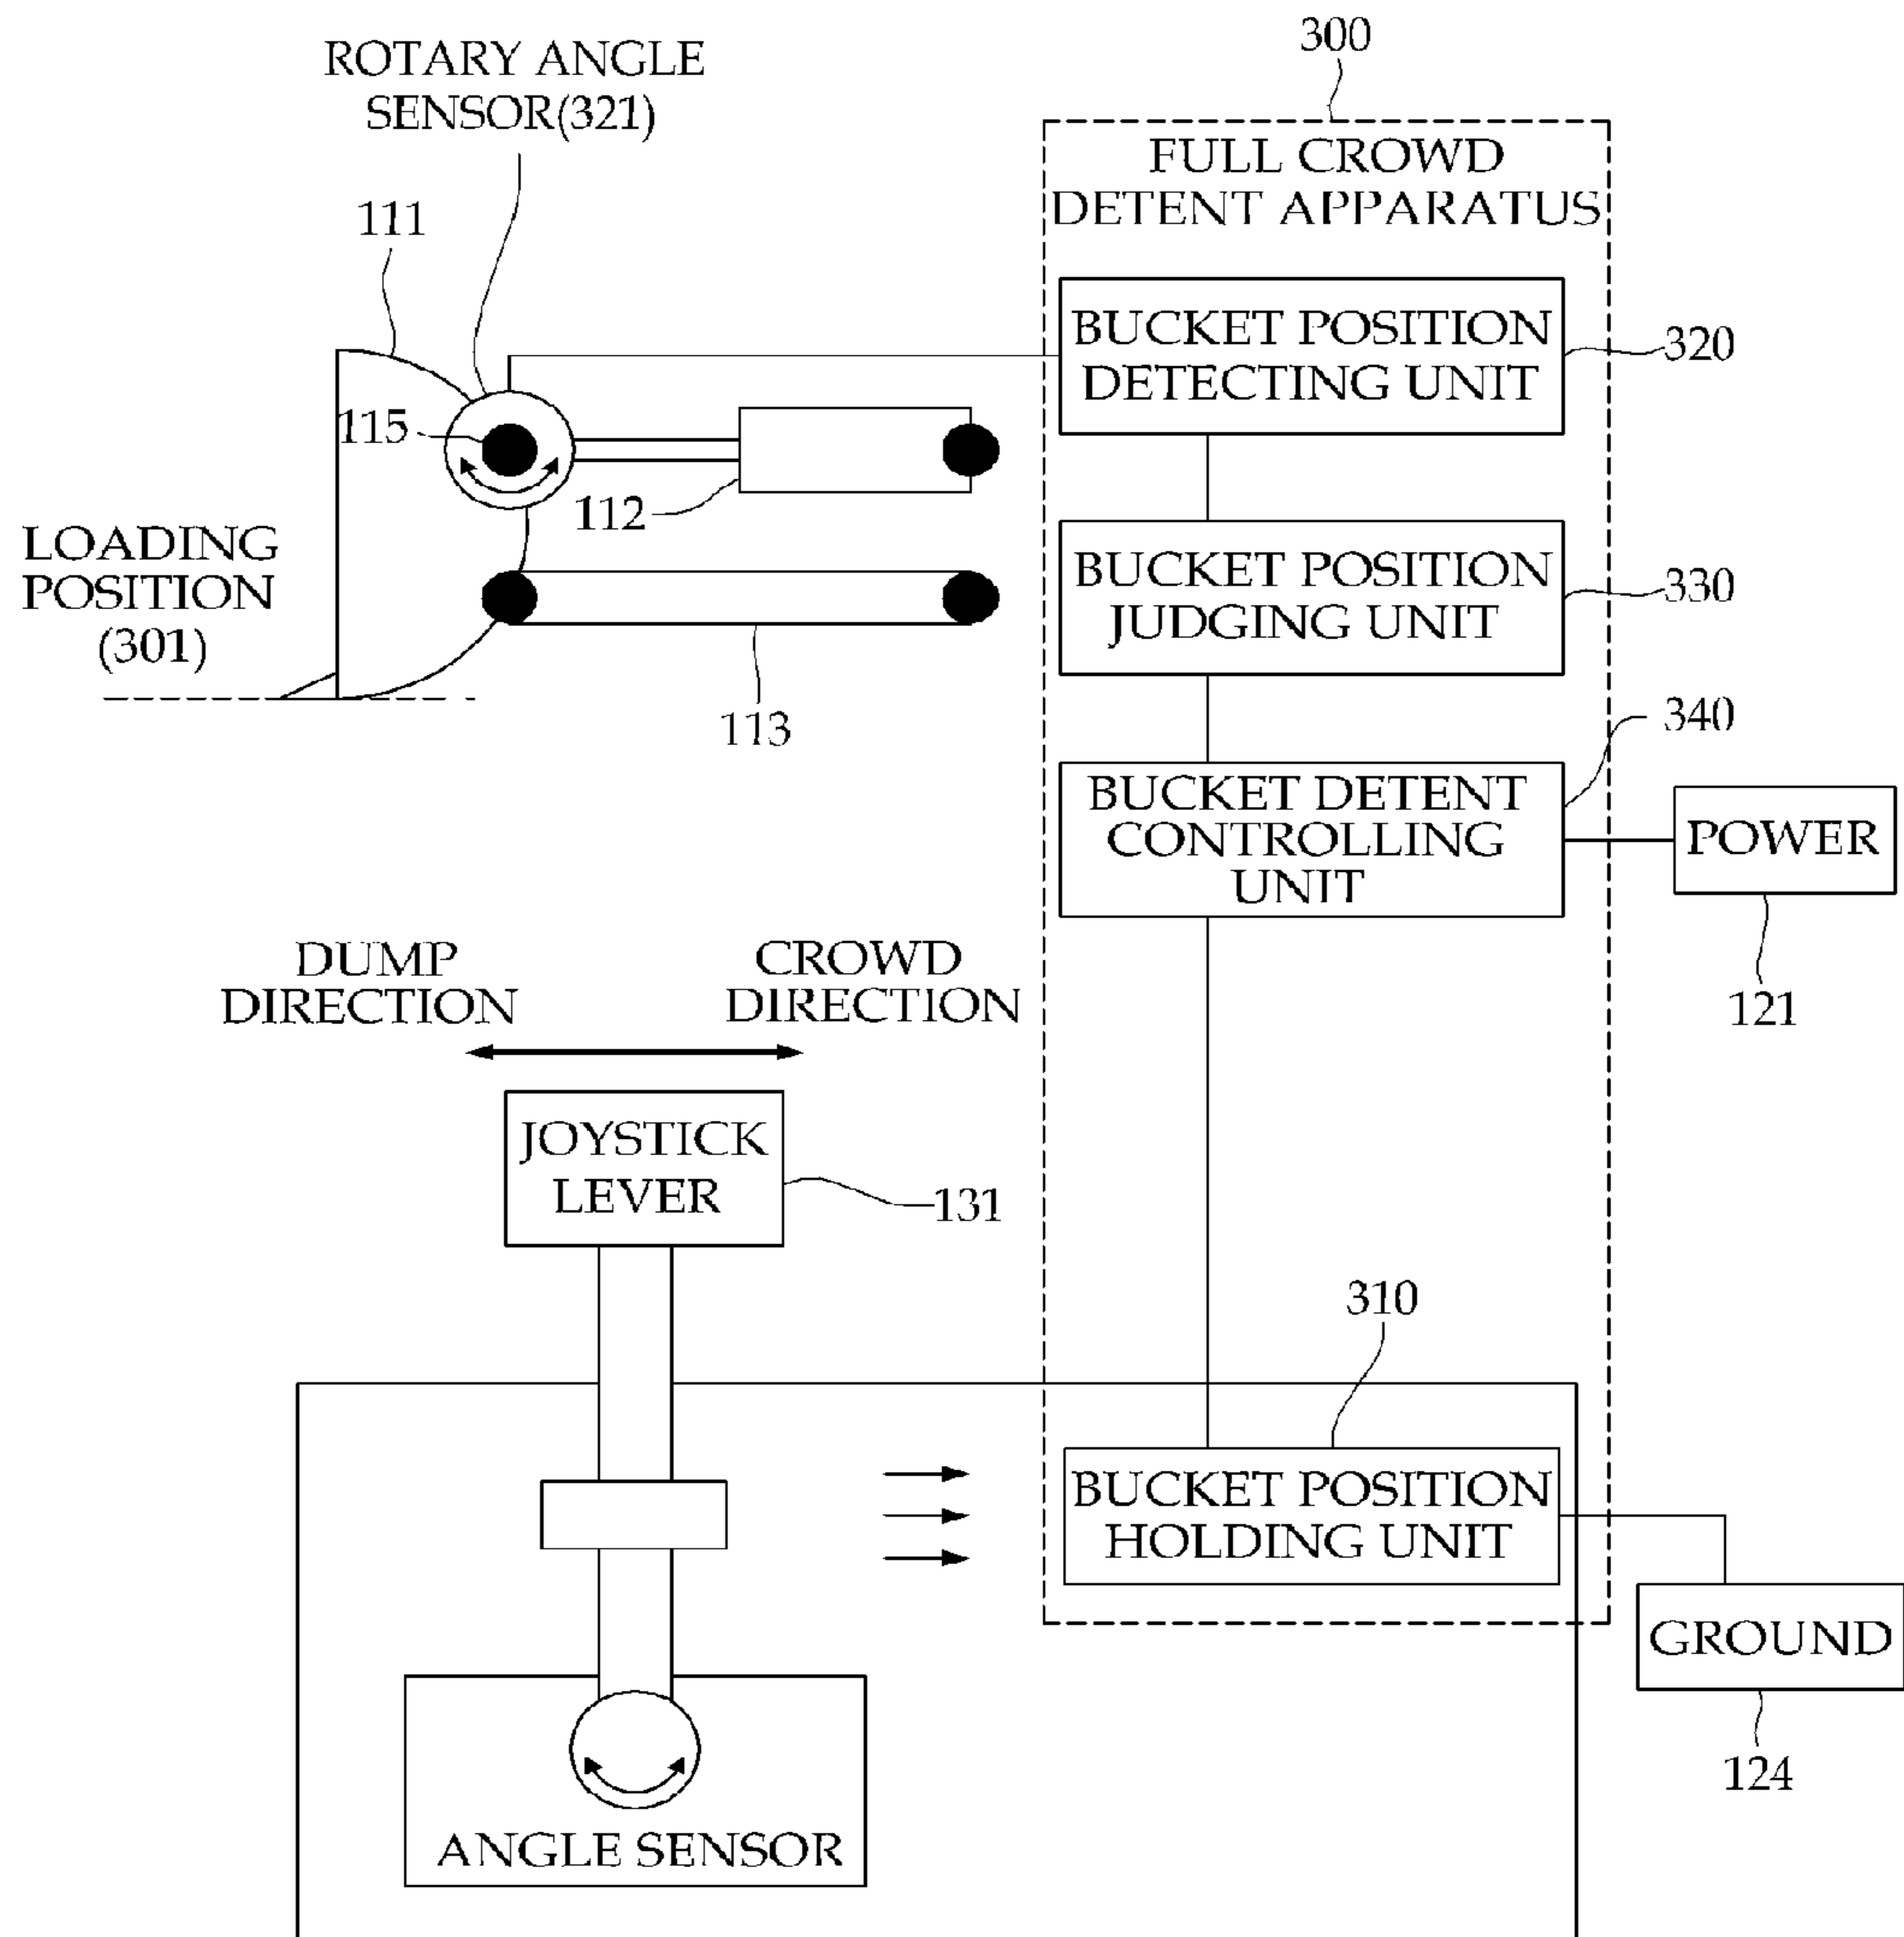 300
ROTARY ANGLE
SENSOR(321)
FULL CROWD
DETENT APPARATUS
111
BUCKET POSITION
DETECTING UNIT
320
115
112
LOADING
POSITION
(301)
BUCKET POSITION
JUDGING UNIT
330
113
340
BUCKET DETENT
CONTROLLING
UNIT
POWER
121
DUMP
DIRECTION
CROWD
DIRECTION
JOYSTICK
LEVER
131
310
BUCKET POSITION
HOLDING UNIT
GROUND
124
ANGLE SENSOR